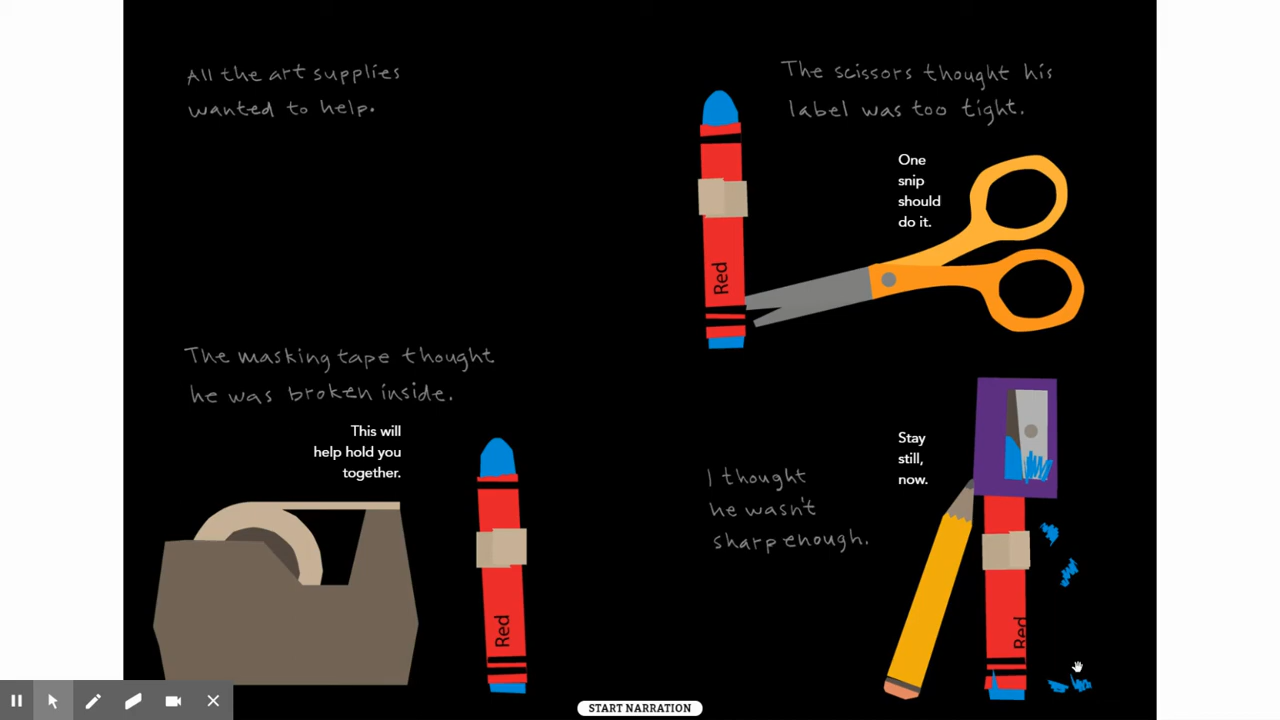 All the art supplies
wanted to help.
The masking tape thought
he was broken inside.
This will
help hold you
together.
Red
The scissors thought his
label was too tight.
One
snip
should
do it.
Red
I thought
he wasn't
sharp enough.
Stay
still,
now.
Red
START NARRATION